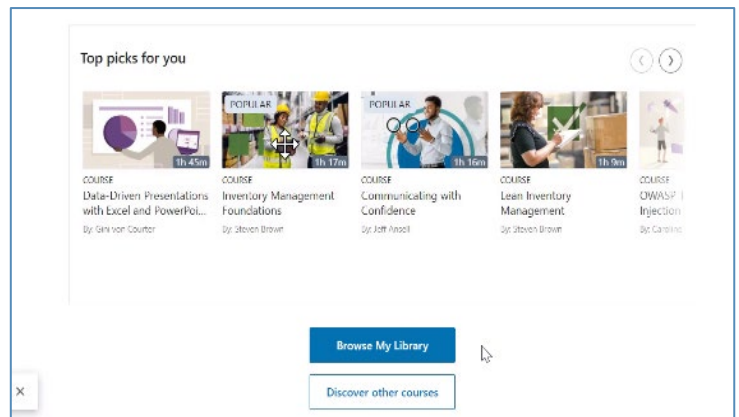 Top picks for you
POPULAR
POPULAR
1h 45m
1h 17m
1h 16m
1h 9m
COURSE
Data-Driven Presentations
with Excel and PowerPoi...
By: Gini von Courter
COURSE
Inventory Management
Foundations
By: Steven Brown
COURSE
Communicating with
Confidence
By: Jeff Ansell
COURSE
Lean Inventory
Management
By: Steven Brown
COURSE
OWASP
Injection
By: Caroline
Browse My Library
Discover other courses